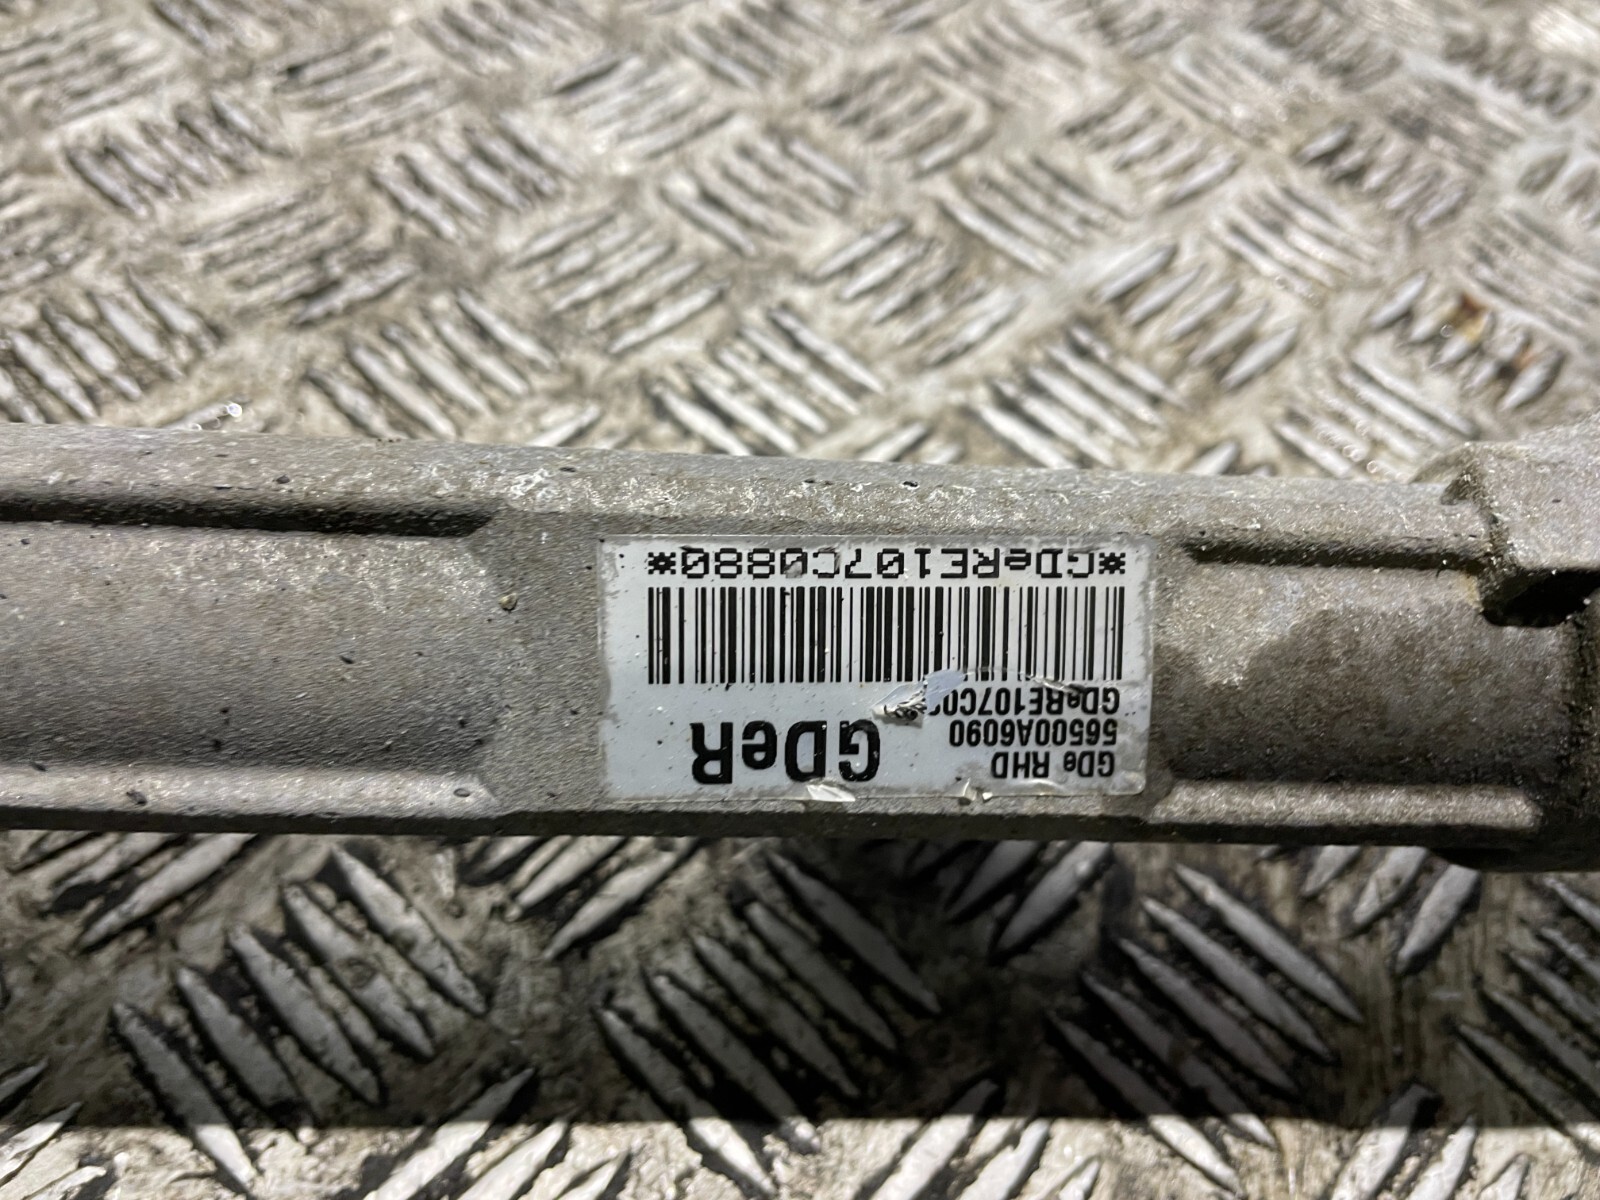 GDe RHD
56500A6090
GDeR
GDeRE107C0
*GDeRE107C0880*